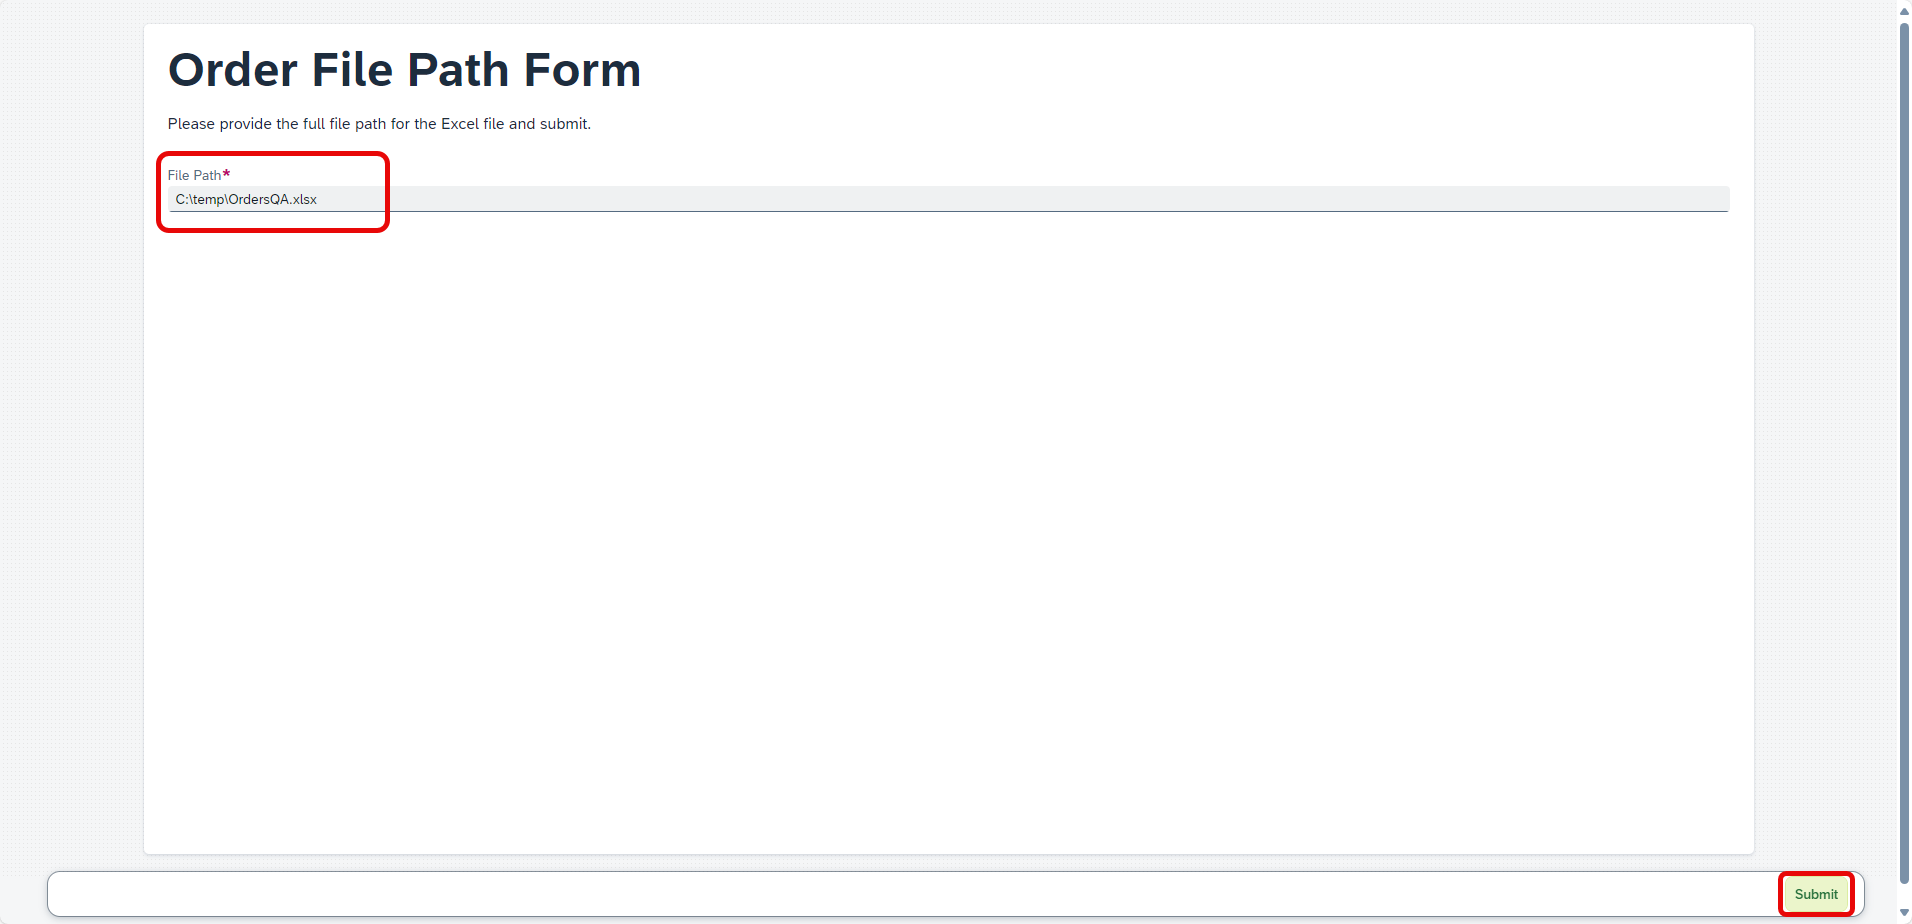 Order File Path Form
Please provide the full file path for the Excel file and submit.
File Path*
C:\temp\OrdersQA.xlsx
Submit